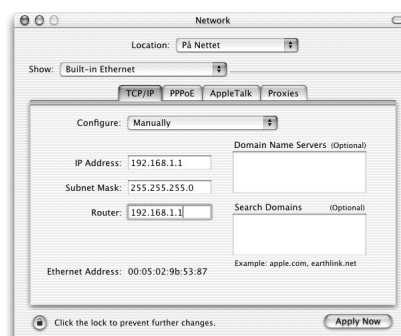 Network
Location: På Nettet
Show: Built-in Ethernet
TCP/IP PPPoE AppleTalk Proxies
Configure: Manually
Domain Name Servers (Optional)
IP Address: 192.168.1.1
Subnet Mask: 255.255.255.0
Router: 192.168.1.1
Search Domains (Optional)
Example: apple.com, earthlink.net
Ethernet Address: 00:05:02:9b:53:87
Click the lock to prevent further changes.
Apply Now